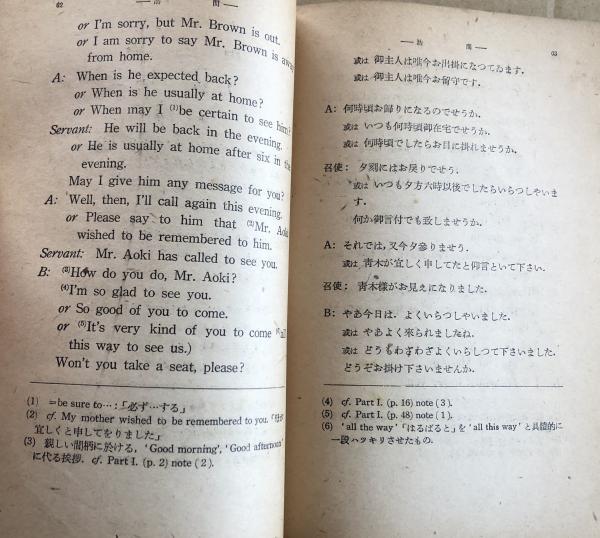 62
or I'm sorry, but Mr. Brown is out.
or I am sorry to say Mr. Brown is away
from home.
A: When is he expected back?
or When is he usually at home?
or When may I (1)be certain to see him?
Servant: He will be back in the evening.
or He is usually at home after six in the
evening.
May I give him any message for you?
A: Well, then, I'll call again this evening.
or Please say to him that (2)Mr. Aoki
wished to be remembered to him.
Servant: Mr. Aoki has called to see you.
B: (3)How do you do, Mr. Aoki?
(4)I'm so glad to see you.
or So good of you to come.
or (5)It's very kind of you to come (6)all
this way to see us.)
Won't you take a seat, please?
(1) =be sure to…:「必ず…する」
(2) cf. My mother wished to be remembered to you.「母が
宜しくと申してをりました」
(3) 親しい間柄に於ける, 'Good morning', 'Good afternoon'
に代る挨拶. cf. Part I. (p. 2) note (2).
— 訪 問 —
63
或は 御主人は唯今お出掛になつてゐます.
或は 御主人は唯今お留守です.
A: 何時頃お歸りになるのでせうか.
或は いつも何時頃御在宅でせうか.
或は 何時頃でしたらお目に掛れませうか.
召使: 夕刻にはお戾りでせう.
或は いつも夕方六時以後でしたらいらつしやいま
す.
何か御言付でも致しませうか.
A: それでは, 又今夕參りませう.
或は 靑木が宜しく申してたと仰言といて下さい.
召使: 靑木樣がお見えになりました.
B: やあ今日は. よくいらつしやいました.
或は やあよく來られましたね.
或は どうもわざわざよくいらしつて下さいました.
どうぞお掛け下さいませんか.
(4) cf. Part I. (p. 16) note (3).
(5) cf. Part I. (p. 48) note (1).
(6) 'all the way'「はるばると」を 'all this way' と具體的に
一段ハツキリさせたもの.